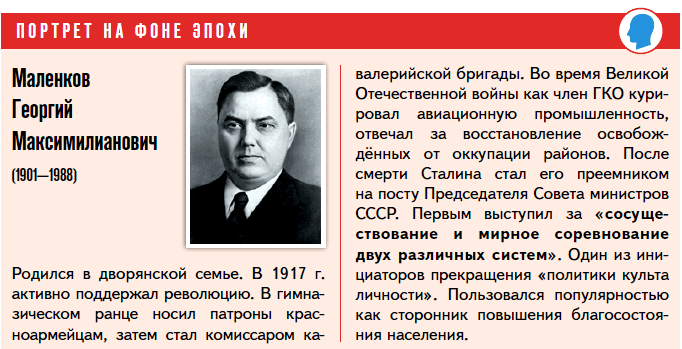 ПОРТРЕТ НА ФОНЕ ЭПОХИ
Маленков
Георгий
Максимилианович
(1901—1988)
Родился в дворянской семье. В 1917 г.
активно поддержал революцию. В гимна-
зическом ранце носил патроны крас-
ноармейцам, затем стал комиссаром ка-
валерийской бригады. Во время Великой
Отечественной войны как член ГКО кури-
ровал авиационную промышленность,
отвечал за восстановление освобож-
дённых от оккупации районов. После
смерти Сталина стал его преемником
на посту Председателя Совета министров
СССР. Первым выступил за «сосуще-
ствование и мирное соревнование
двух различных систем». Один из ини-
циаторов прекращения «политики культа
личности». Пользовался популярностью
как сторонник повышения благосостоя-
ния населения.